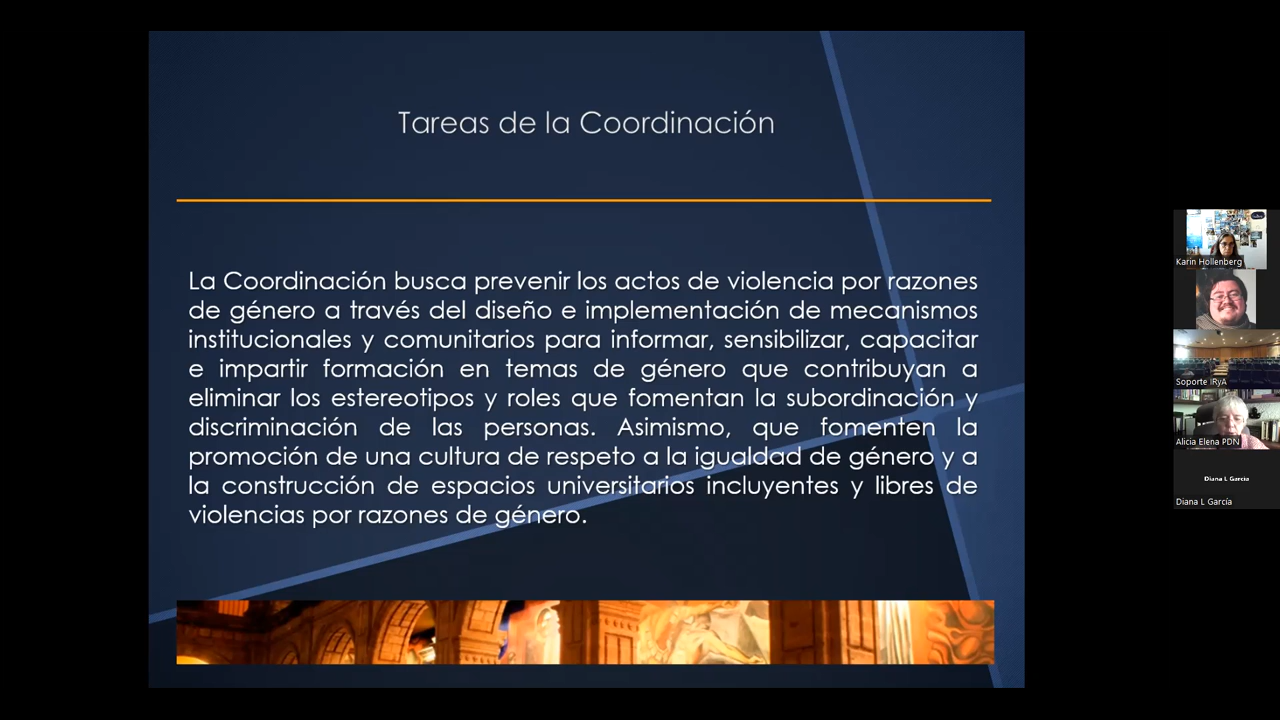 Tareas de la Coordinación
La Coordinación busca prevenir los actos de violencia por razones
de género a través del diseño e implementación de mecanismos
institucionales y comunitarios para informar, sensibilizar, capacitar
e impartir formación en temas de género que contribuyan a
eliminar los estereotipos y roles que fomentan la subordinación y
discriminación de las personas. Asimismo, que fomenten la
promoción de una cultura de respeto a la igualdad de género y a
la construcción de espacios universitarios incluyentes y libres de
violencias por razones de género.
Karin Hollenberg
Soporte IRyA
Alicia Elena PDN
Diana L García
Diana L García